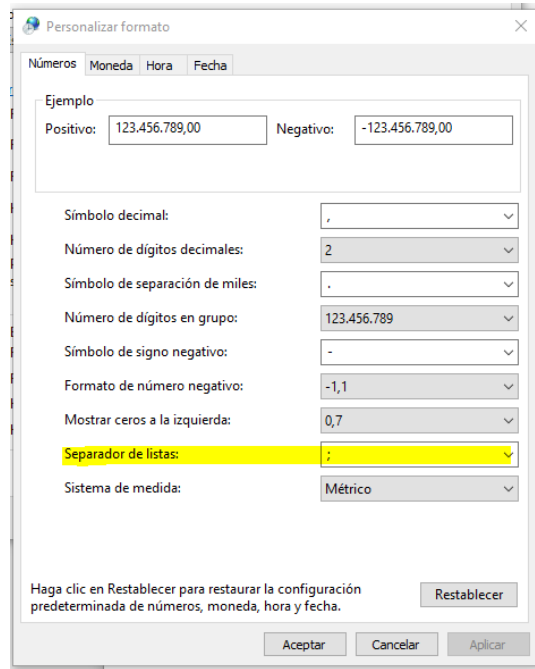 Personalizar formato
Números Moneda Hora Fecha
Ejemplo
Positivo: 123.456.789,00 Negativo: -123.456.789,00
Símbolo decimal: ,
Número de dígitos decimales: 2
Símbolo de separación de miles: .
Número de dígitos en grupo: 123.456.789
Símbolo de signo negativo: -
Formato de número negativo: -1,1
Mostrar ceros a la izquierda: 0,7
Separador de listas: ;
Sistema de medida: Métrico
Haga clic en Restablecer para restaurar la configuración
predeterminada de números, moneda, hora y fecha.
Restablecer
Aceptar Cancelar Aplicar